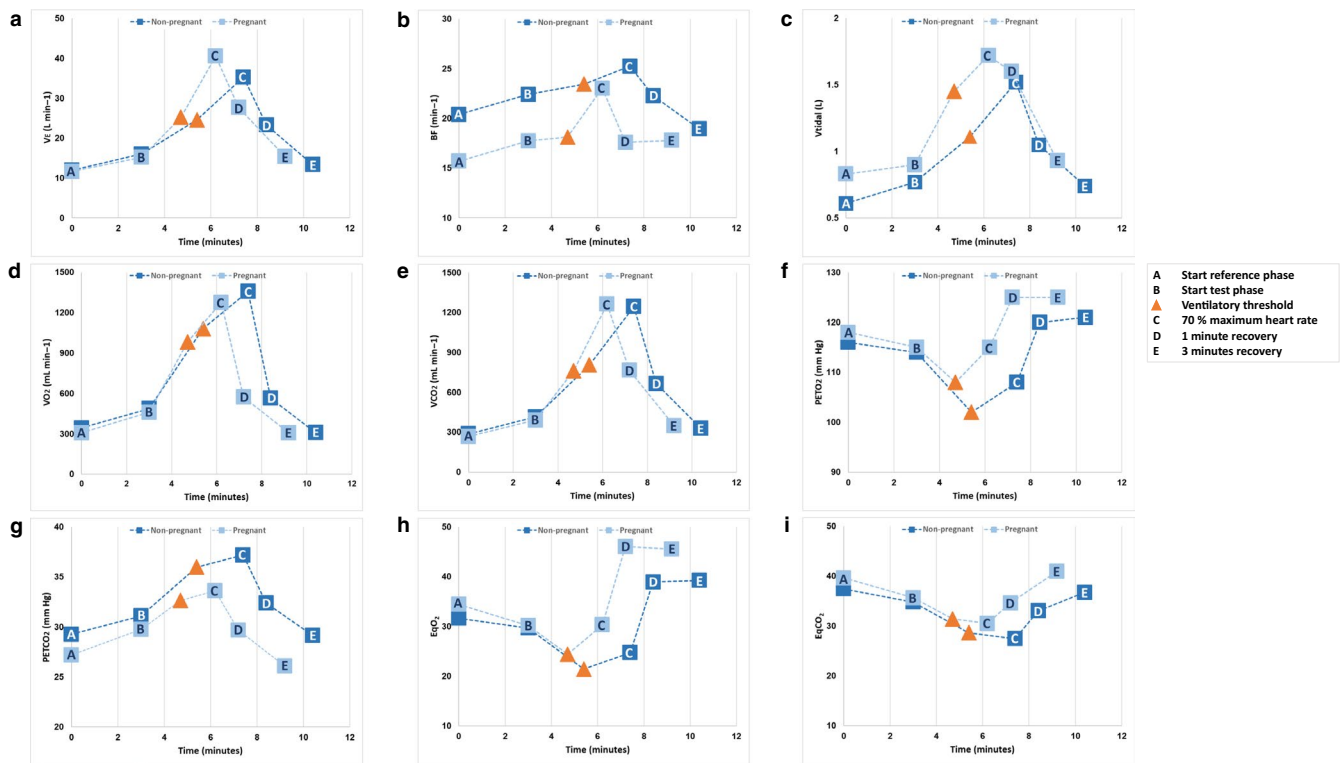 a
Non-pregnant Pregnant
50
40
30
20
10
0
VE (L min−1)
A B C C D D E E
0 2 4 6 8 10 12
Time (minutes)
b
Non-pregnant Pregnant
30
25
20
15
10
BF (min−1)
A B C D E
A B C D E
0 2 4 6 8 10 12
Time (minutes)
c
Non-pregnant Pregnant
2
1.5
1
0.5
Vtidal (L)
A B C D E
A B C D E
0 2 4 6 8 10 12
Time (minutes)
d
Non-pregnant Pregnant
1500
1200
900
600
300
0
VO2 (mL min−1)
A B C C D D E E
0 2 4 6 8 10 12
Time (minutes)
e
Non-pregnant Pregnant
1500
1200
900
600
300
0
VCO2 (mL min−1)
A B C C D D E E
0 2 4 6 8 10 12
Time (minutes)
f
Non-pregnant Pregnant
130
120
110
100
90
PETO2 (mm Hg)
A B C D E
C D E
0 2 4 6 8 10 12
Time (minutes)
A Start reference phase
B Start test phase
Ventilatory threshold
C 70 % maximum heart rate
D 1 minute recovery
E 3 minutes recovery
g
Non-pregnant Pregnant
40
35
30
25
20
PETCO2 (mm Hg)
A B C D E
A B C D E
0 2 4 6 8 10 12
Time (minutes)
h
Non-pregnant Pregnant
50
40
30
20
10
EqO2
A B C D E
C D E
0 2 4 6 8 10 12
Time (minutes)
i
Non-pregnant Pregnant
50
40
30
20
10
EqCO2
A B C D E
C D E
0 2 4 6 8 10 12
Time (minutes)